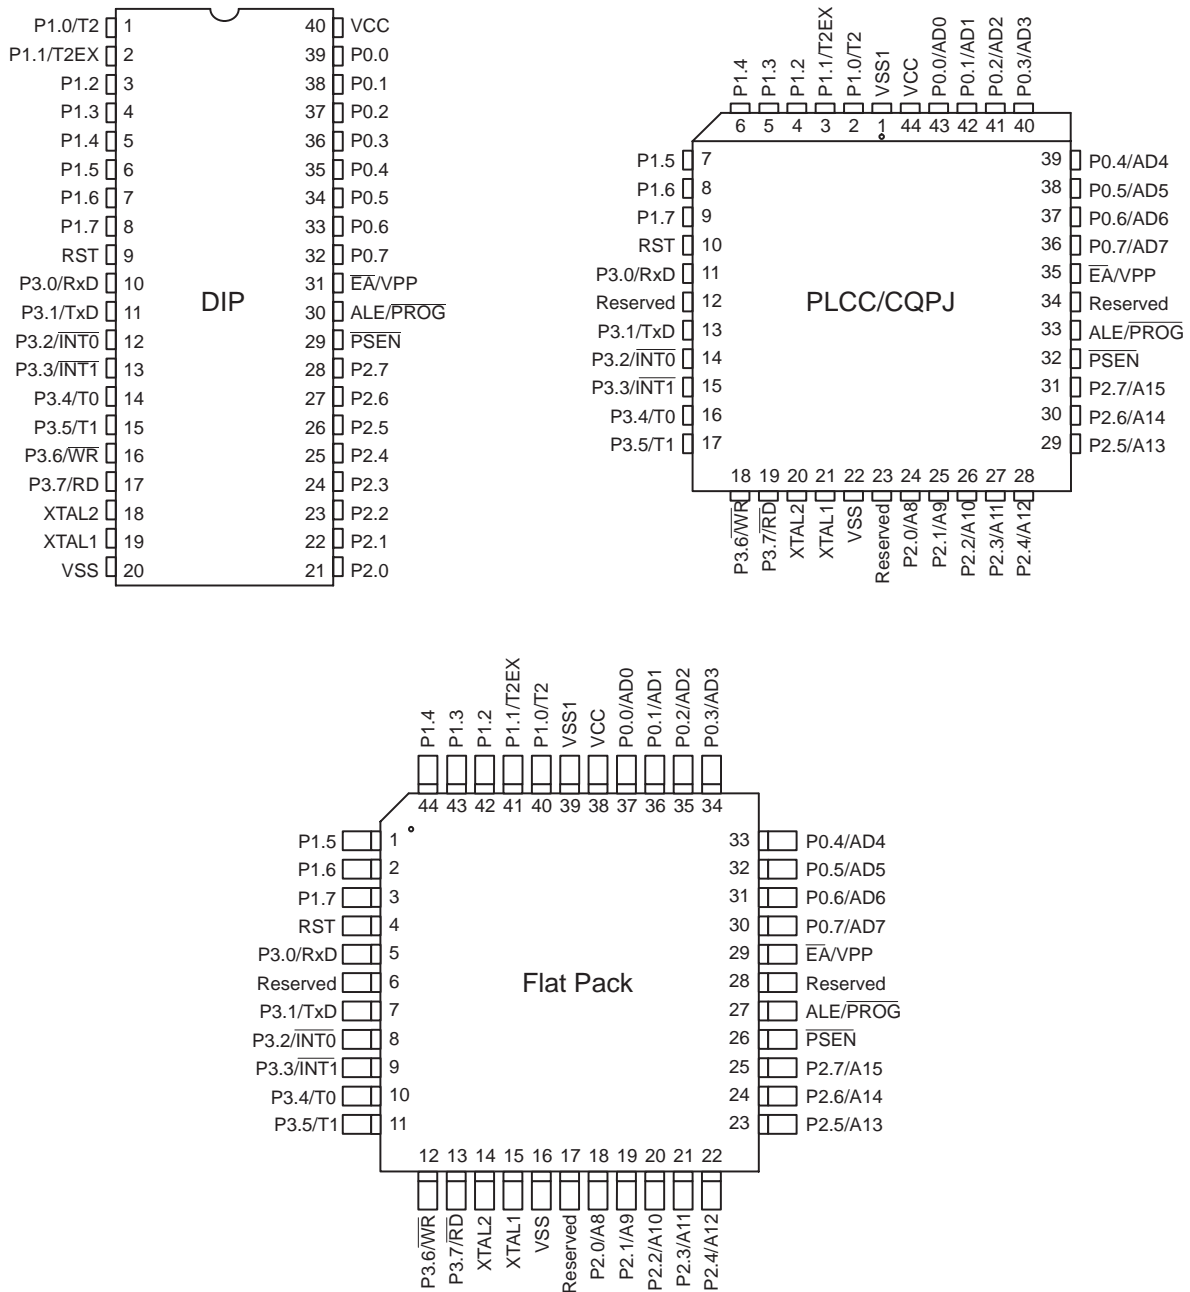 P1.0/T2 1 40 VCC
P1.1/T2EX 2 39 P0.0
P1.2 3 38 P0.1
P1.3 4 37 P0.2
P1.4 5 36 P0.3
P1.5 6 35 P0.4
P1.6 7 34 P0.5
P1.7 8 33 P0.6
RST 9 32 P0.7
P3.0/RxD 10 31 E̅A̅/VPP
P3.1/TxD 11 DIP 30 ALE/P̅R̅O̅G̅
P3.2/I̅N̅T̅0̅ 12 29 P̅S̅E̅N̅
P3.3/I̅N̅T̅1̅ 13 28 P2.7
P3.4/T0 14 27 P2.6
P3.5/T1 15 26 P2.5
P3.6/W̅R̅ 16 25 P2.4
P3.7/RD 17 24 P2.3
XTAL2 18 23 P2.2
XTAL1 19 22 P2.1
VSS 20 21 P2.0
P1.4 P1.3 P1.2 P1.1/T2EX P1.0/T2 VSS1 VCC P0.0/AD0 P0.1/AD1 P0.2/AD2 P0.3/AD3
6 5 4 3 2 1 44 43 42 41 40
P1.5 7 39 P0.4/AD4
P1.6 8 38 P0.5/AD5
P1.7 9 37 P0.6/AD6
RST 10 36 P0.7/AD7
P3.0/RxD 11 35 E̅A̅/VPP
Reserved 12 PLCC/CQPJ 34 Reserved
P3.1/TxD 13 33 ALE/P̅R̅O̅G̅
P3.2/I̅N̅T̅0̅ 14 32 P̅S̅E̅N̅
P3.3/I̅N̅T̅1̅ 15 31 P2.7/A15
P3.4/T0 16 30 P2.6/A14
P3.5/T1 17 29 P2.5/A13
18 19 20 21 22 23 24 25 26 27 28
P3.6/W̅R̅ P3.7/R̅D̅ XTAL2 XTAL1 VSS Reserved P2.0/A8 P2.1/A9 P2.2/A10 P2.3/A11 P2.4/A12
P1.4 P1.3 P1.2 P1.1/T2EX P1.0/T2 VSS1 VCC P0.0/AD0 P0.1/AD1 P0.2/AD2 P0.3/AD3
44 43 42 41 40 39 38 37 36 35 34
P1.5 1 33 P0.4/AD4
P1.6 2 32 P0.5/AD5
P1.7 3 31 P0.6/AD6
RST 4 30 P0.7/AD7
P3.0/RxD 5 29 E̅A̅/VPP
Reserved 6 Flat Pack 28 Reserved
P3.1/TxD 7 27 ALE/P̅R̅O̅G̅
P3.2/I̅N̅T̅0̅ 8 26 P̅S̅E̅N̅
P3.3/I̅N̅T̅1̅ 9 25 P2.7/A15
P3.4/T0 10 24 P2.6/A14
P3.5/T1 11 23 P2.5/A13
12 13 14 15 16 17 18 19 20 21 22
P3.6/W̅R̅ P3.7/R̅D̅ XTAL2 XTAL1 VSS Reserved P2.0/A8 P2.1/A9 P2.2/A10 P2.3/A11 P2.4/A12